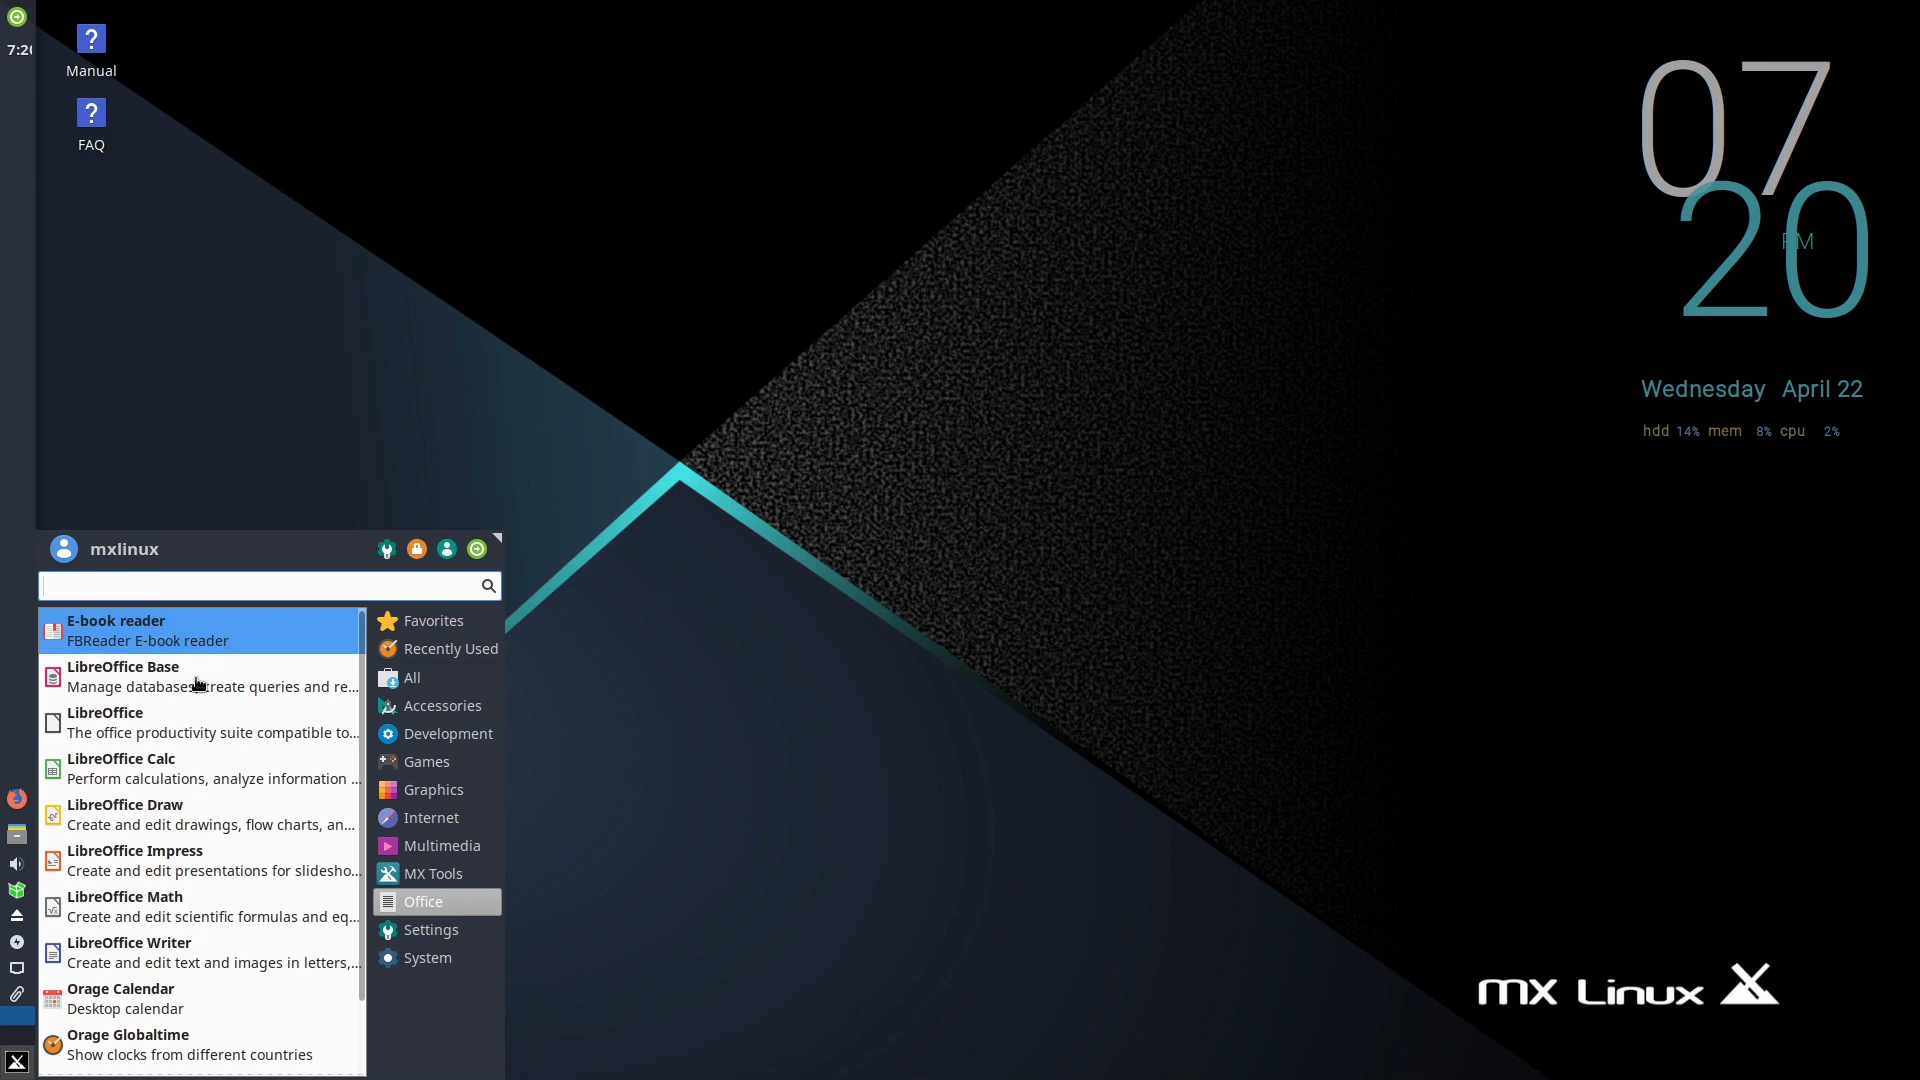 7:20
Manual
FAQ
07
20
PM
Wednesday April 22
hdd 14% mem 8% cpu 2%
mxlinux
E-book reader
FBReader E-book reader
LibreOffice Base
Manage databases, create queries and re...
LibreOffice
The office productivity suite compatible to...
LibreOffice Calc
Perform calculations, analyze information ...
LibreOffice Draw
Create and edit drawings, flow charts, an...
LibreOffice Impress
Create and edit presentations for slidesho...
LibreOffice Math
Create and edit scientific formulas and eq...
LibreOffice Writer
Create and edit text and images in letters,...
Orage Calendar
Desktop calendar
Orage Globaltime
Show clocks from different countries
Favorites
Recently Used
All
Accessories
Development
Games
Graphics
Internet
Multimedia
MX Tools
Office
Settings
System
MX Linux